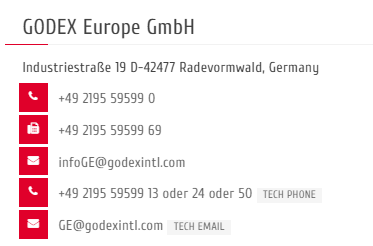 GODEX Europe GmbH
Industriestraße 19 D-42477 Radevormwald, Germany
+49 2195 59599 0
+49 2195 59599 69
infoGE@godexintl.com
+49 2195 59599 13 oder 24 oder 50 TECH PHONE
GE@godexintl.com TECH EMAIL